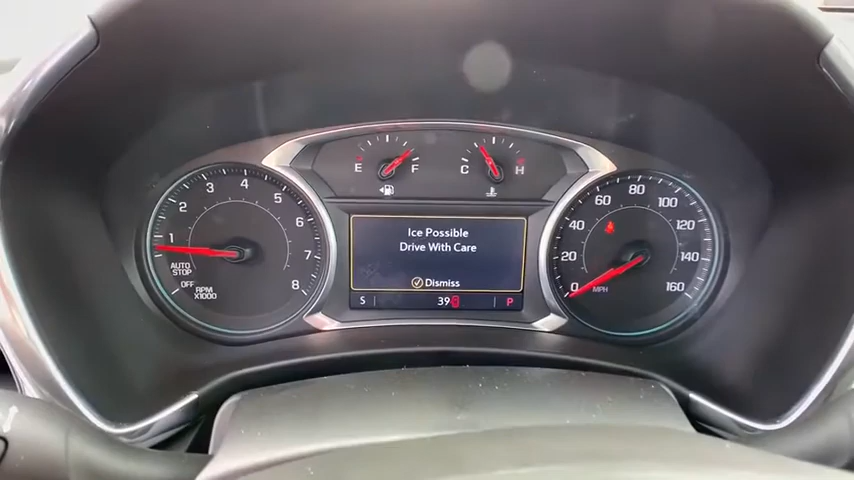 E F
C H
1 2 3 4 5 6 7 8
AUTO
STOP
OFF
RPM
X1000
Ice Possible
Drive With Care
Dismiss
S 39 P
0 20 40 60 80 100 120 140 160
MPH